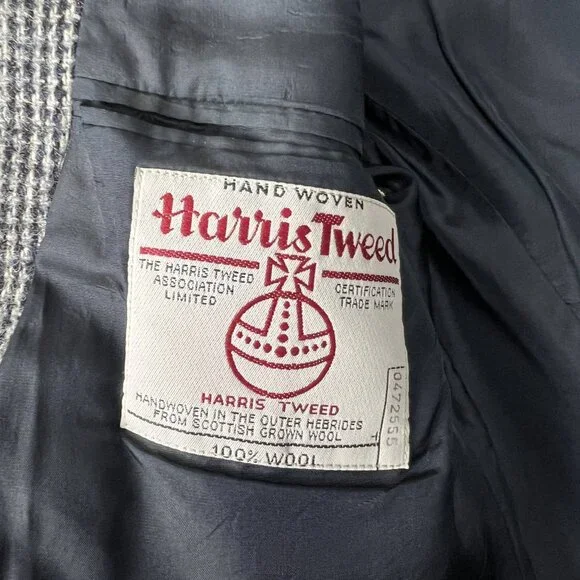 HAND WOVEN
Harris Tweed
THE HARRIS TWEED
ASSOCIATION
LIMITED
CERTIFICATION
TRADE MARK
HARRIS TWEED
HANDWOVEN IN THE OUTER HEBRIDES
FROM SCOTTISH GROWN WOOL
100% WOOL
0472555